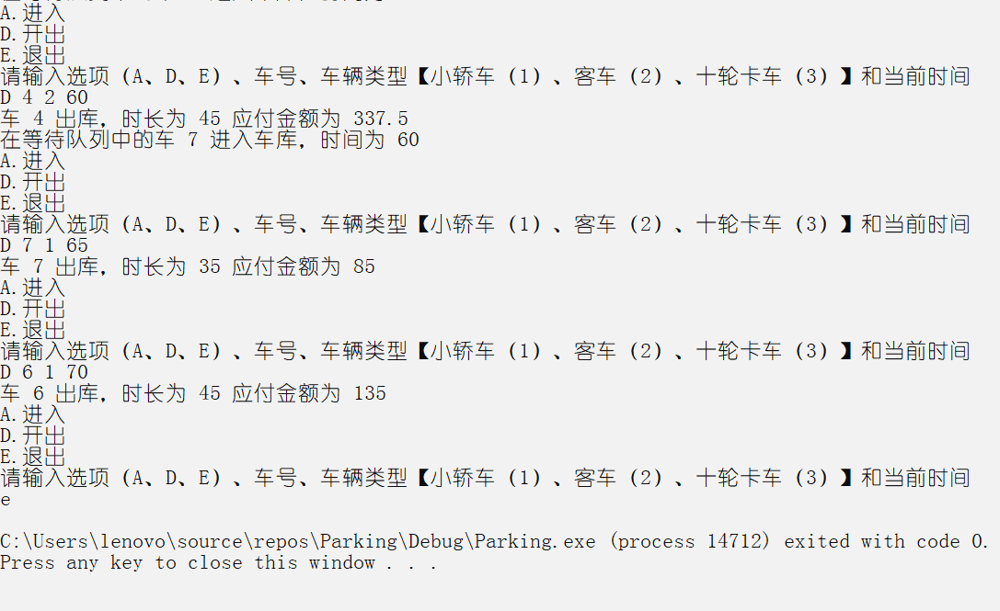 A.进入
D.开出
E.退出
请输入选项（A、D、E）、车号、车辆类型【小轿车（1）、客车（2）、十轮卡车（3）】和当前时间
D 4 2 60
车 4 出库，时长为 45 应付金额为 337.5
在等待队列中的车 7 进入车库，时间为 60
A.进入
D.开出
E.退出
请输入选项（A、D、E）、车号、车辆类型【小轿车（1）、客车（2）、十轮卡车（3）】和当前时间
D 7 1 65
车 7 出库，时长为 35 应付金额为 85
A.进入
D.开出
E.退出
请输入选项（A、D、E）、车号、车辆类型【小轿车（1）、客车（2）、十轮卡车（3）】和当前时间
D 6 1 70
车 6 出库，时长为 45 应付金额为 135
A.进入
D.开出
E.退出
请输入选项（A、D、E）、车号、车辆类型【小轿车（1）、客车（2）、十轮卡车（3）】和当前时间
e
C:\Users\lenovo\source\repos\Parking\Debug\Parking.exe (process 14712) exited with code 0.
Press any key to close this window . . .